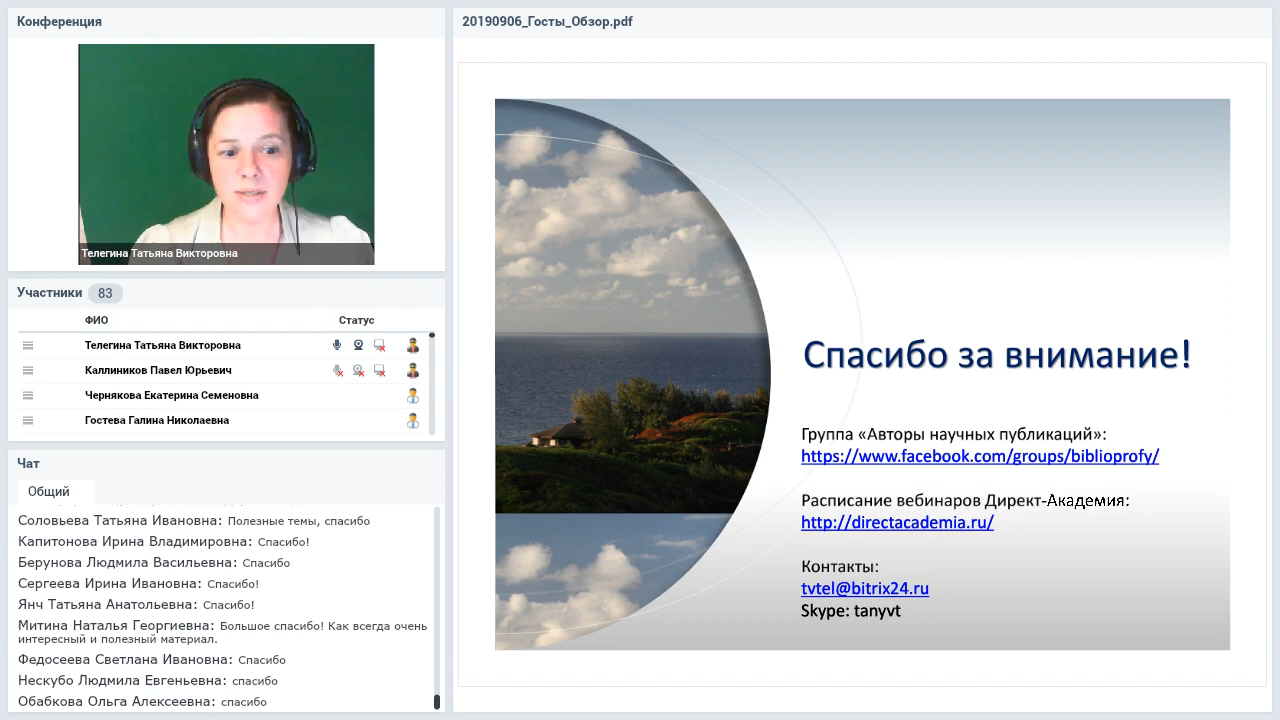 Конференция
Телегина Татьяна Викторовна
Участники 83
ФИО Статус
Телегина Татьяна Викторовна
Каллиников Павел Юрьевич
Чернякова Екатерина Семеновна
Гостева Галина Николаевна
Чат
Общий
Соловьева Татьяна Ивановна: Полезные темы, спасибо
Капитонова Ирина Владимировна: Спасибо!
Берунова Людмила Васильевна: Спасибо
Сергеева Ирина Ивановна: Спасибо!
Янч Татьяна Анатольевна: Спасибо!
Митина Наталья Георгиевна: Большое спасибо! Как всегда очень
интересный и полезный материал.
Федосеева Светлана Ивановна: Спасибо
Нескубо Людмила Евгеньевна: спасибо
Обабкова Ольга Алексеевна: спасибо
20190906_Госты_Обзор.pdf
Спасибо за внимание!
Группа «Авторы научных публикаций»:
https://www.facebook.com/groups/biblioprofy/
Расписание вебинаров Директ-Академия:
http://directacademia.ru/
Контакты:
tvtel@bitrix24.ru
Skype: tanyvt